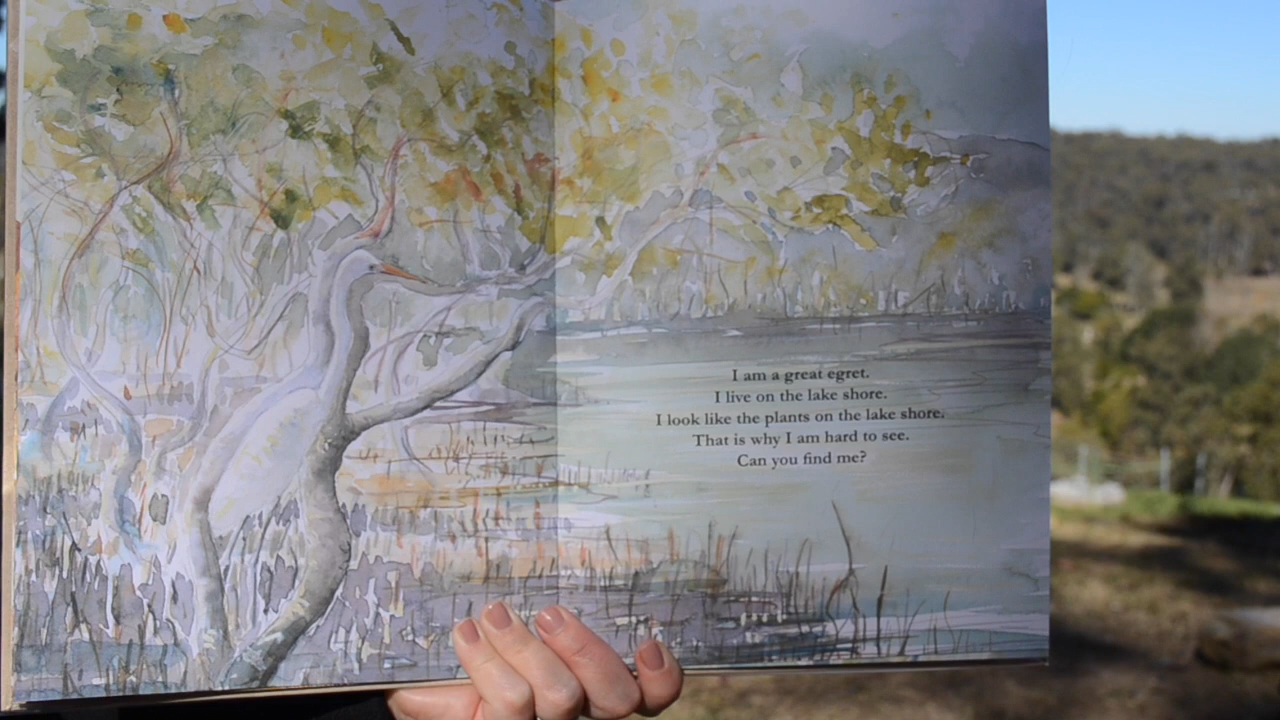 I am a great egret.
I live on the lake shore.
I look like the plants on the lake shore.
That is why I am hard to see.
Can you find me?